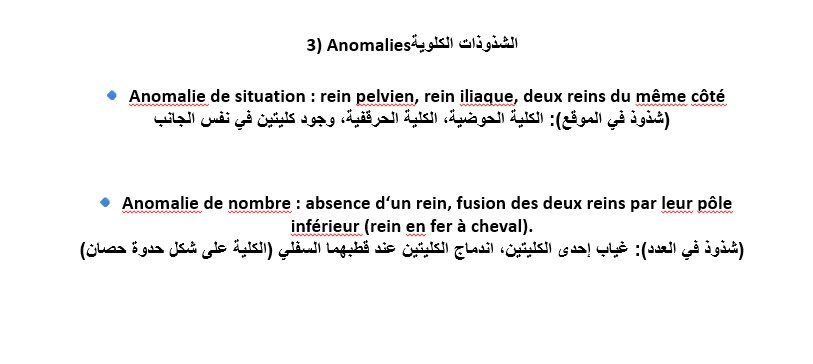 3) Anomaliesالشذوذات الكلوية
Anomalie de situation : rein pelvien, rein iliaque, deux reins du même côté
(شذوذ في الموقع): الكلية الحوضية، الكلية الحرقفية، وجود كليتين في نفس الجانب
Anomalie de nombre : absence d‘un rein, fusion des deux reins par leur pôle
inférieur (rein en fer à cheval).
(شذوذ في العدد): غياب إحدى الكليتين، اندماج الكليتين عند قطبهما السفلي (الكلية على شكل حدوة حصان)